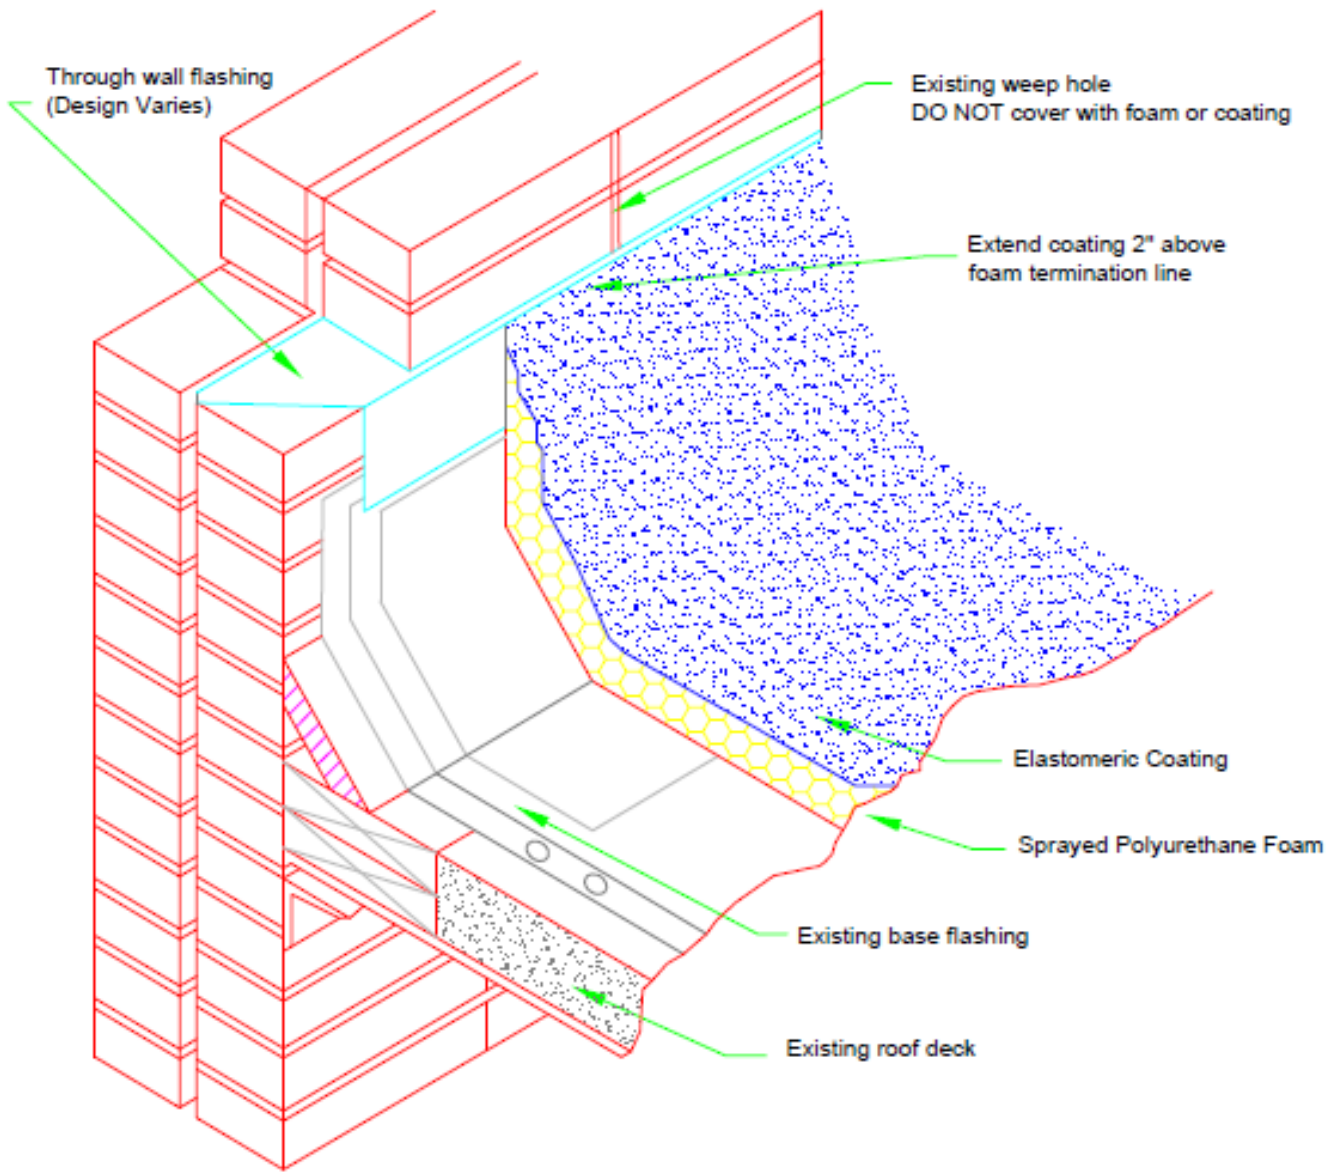 Through wall flashing
(Design Varies)
Existing weep hole
DO NOT cover with foam or coating
Extend coating 2" above
foam termination line
Elastomeric Coating
Sprayed Polyurethane Foam
Existing base flashing
Existing roof deck